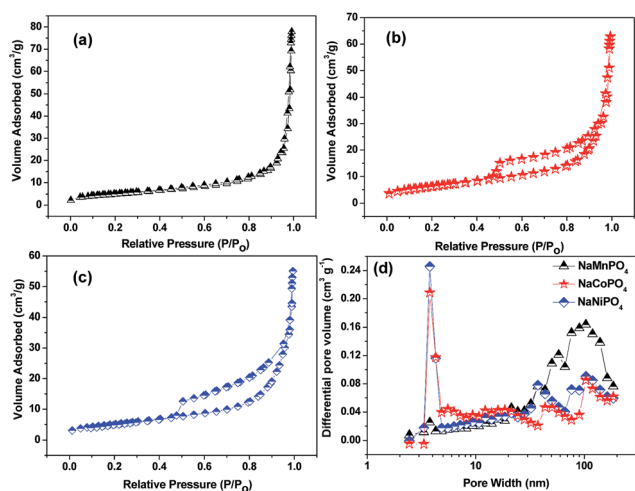 (a)
Volume Adsorbed (cm³/g)
80
70
60
50
40
30
20
10
0
0.0 0.2 0.4 0.6 0.8 1.0
Relative Pressure (P/P₀)
(b)
Volume Adsorbed (cm³/g)
70
60
50
40
30
20
10
0
0.0 0.2 0.4 0.6 0.8 1.0
Relative Pressure (P/P₀)
(c)
Volume Adsorbed (cm³/g)
60
50
40
30
20
10
0
0.0 0.2 0.4 0.6 0.8 1.0
Relative Pressure (P/P₀)
(d)
NaMnPO₄
NaCoPO₄
NaNiPO₄
Differential pore volume (cm³ g⁻¹)
0.24
0.20
0.16
0.12
0.08
0.04
0.00
1 10 100
Pore Width (nm)